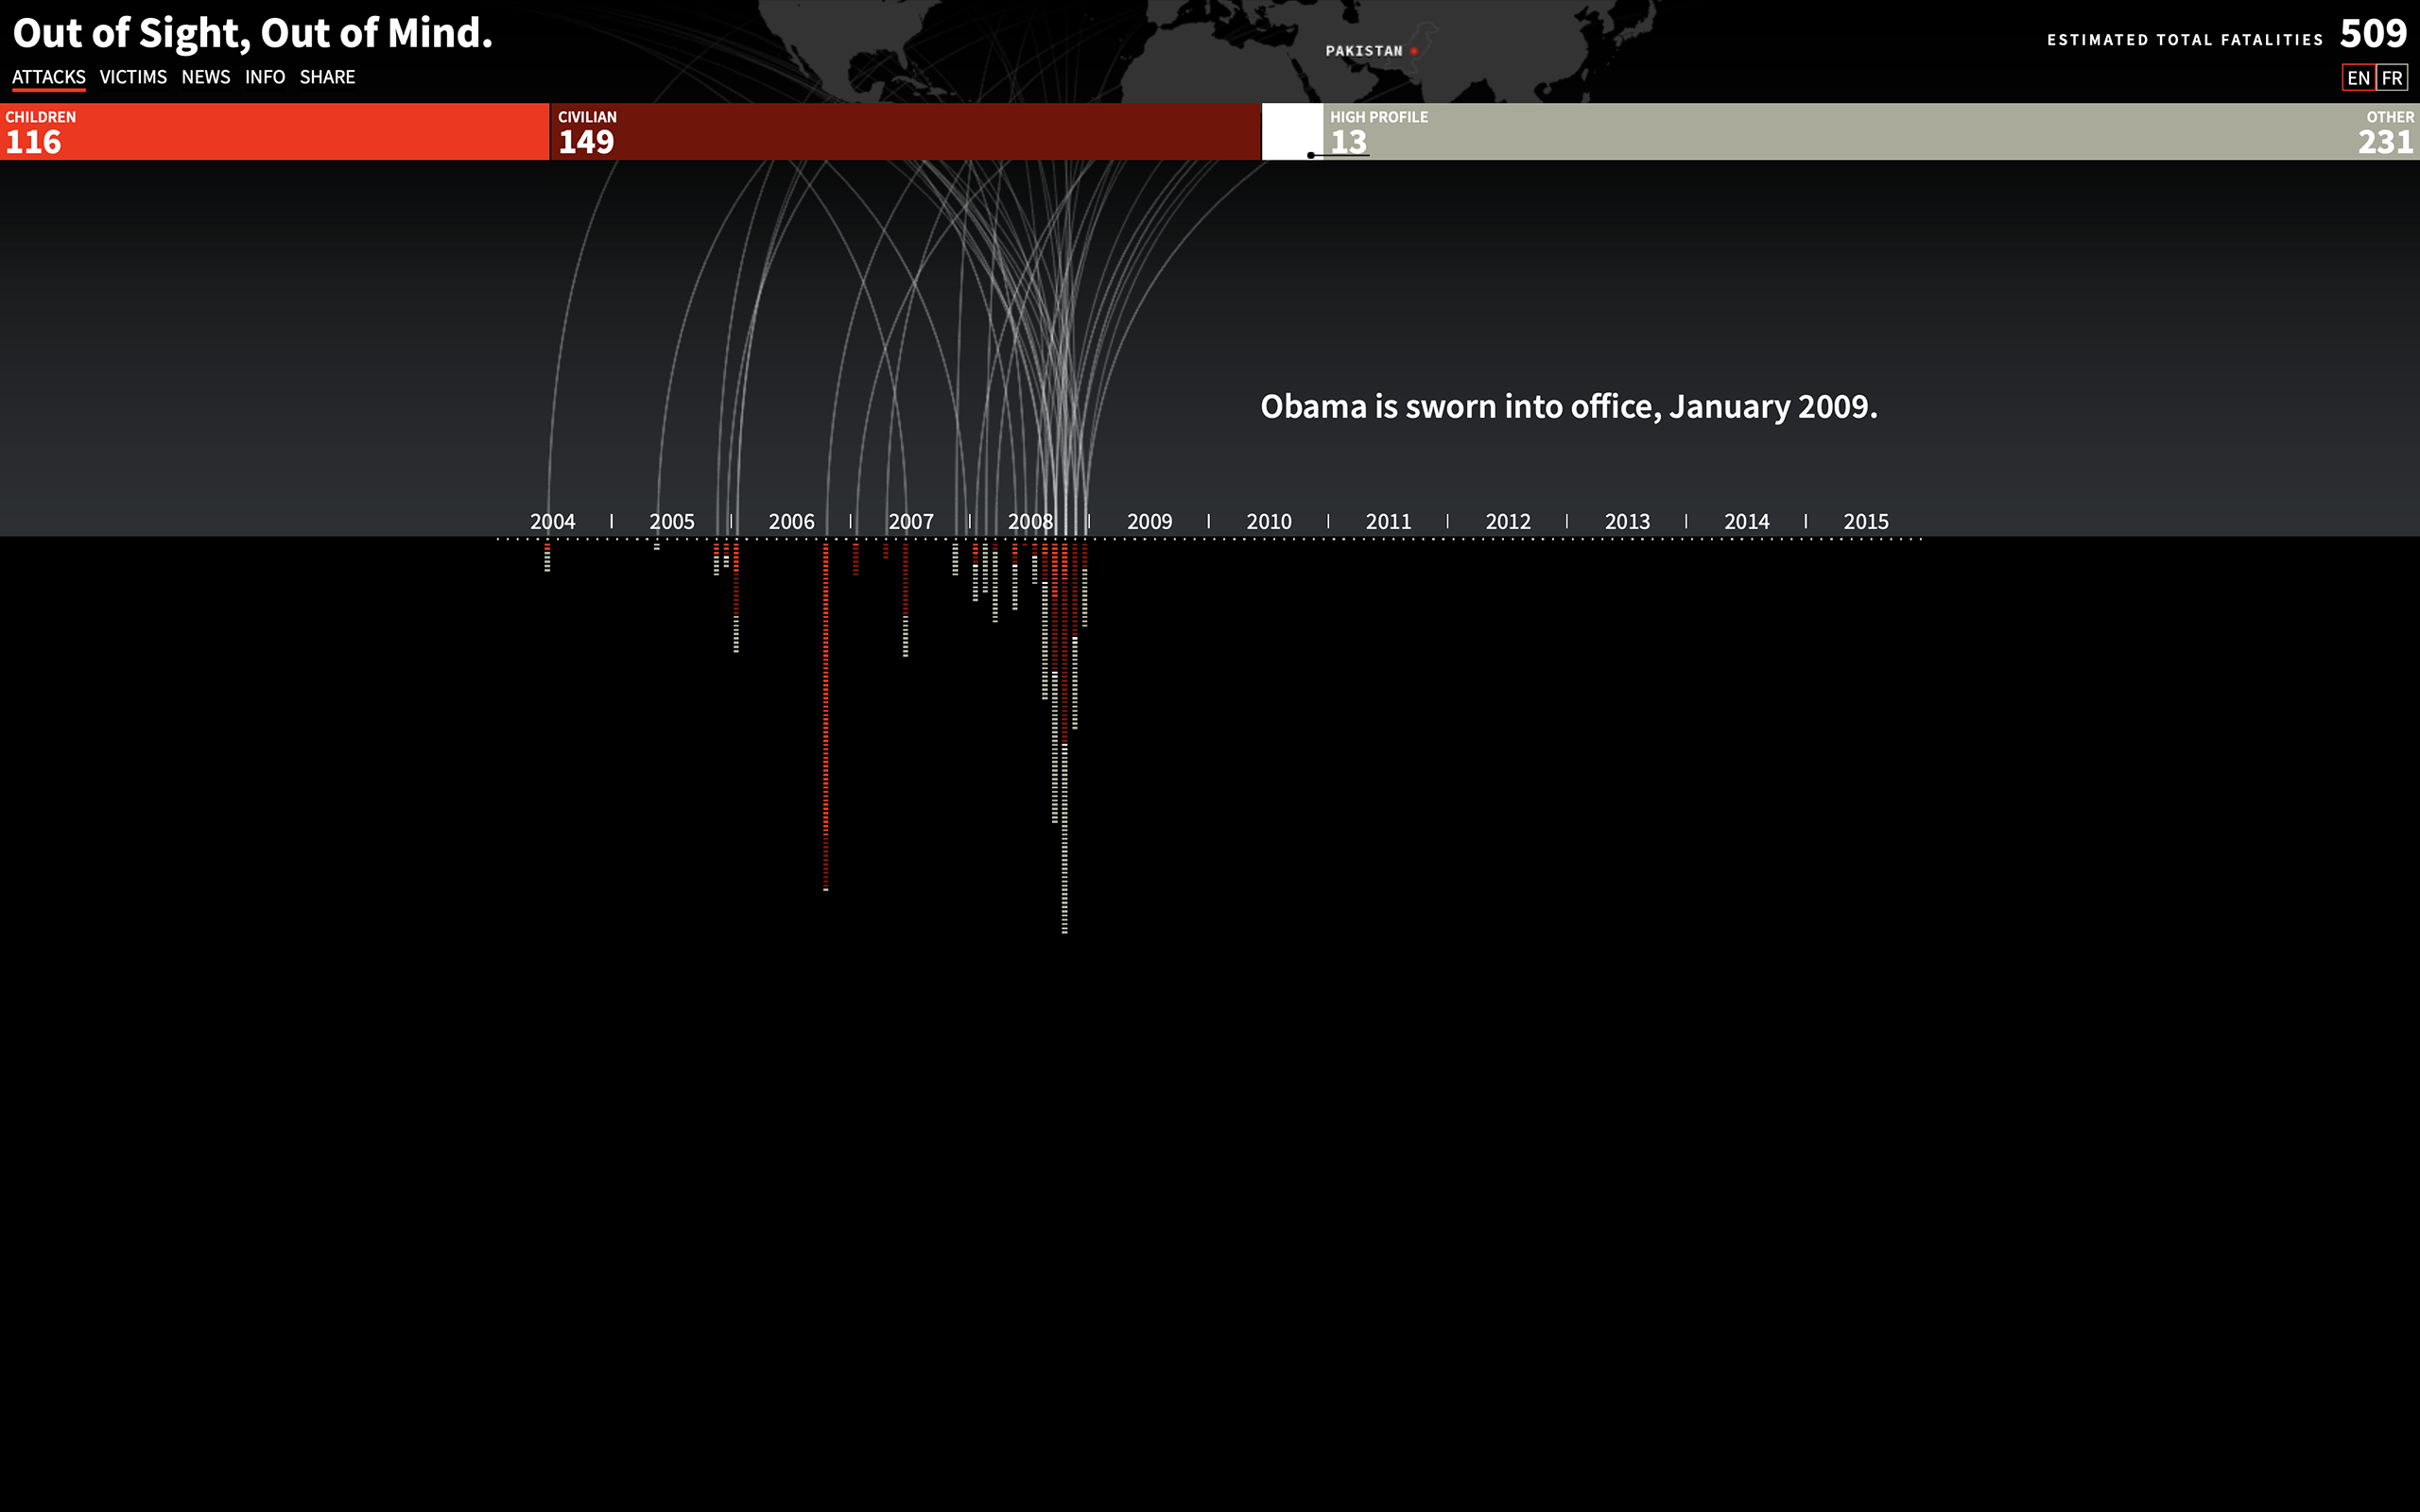 Out of Sight, Out of Mind.
ATTACKS VICTIMS NEWS INFO SHARE
PAKISTAN
ESTIMATED TOTAL FATALITIES 509
EN FR
CHILDREN
116
CIVILIAN
149
HIGH PROFILE
13
OTHER
231
Obama is sworn into office, January 2009.
2004 | 2005 | 2006 | 2007 | 2008 | 2009 | 2010 | 2011 | 2012 | 2013 | 2014 | 2015